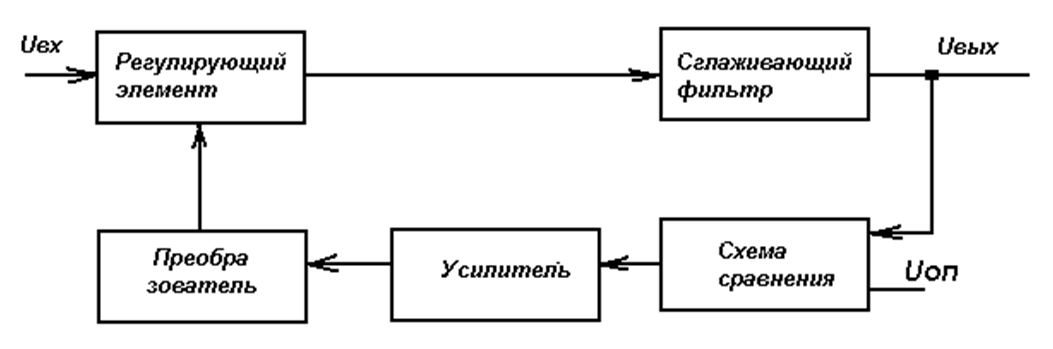 Uвх
Регулирующий
элемент
Сглаживающий
фильтр
Uвых
Преобра
зователь
Усилитель
Схема
сравнения
Uоп